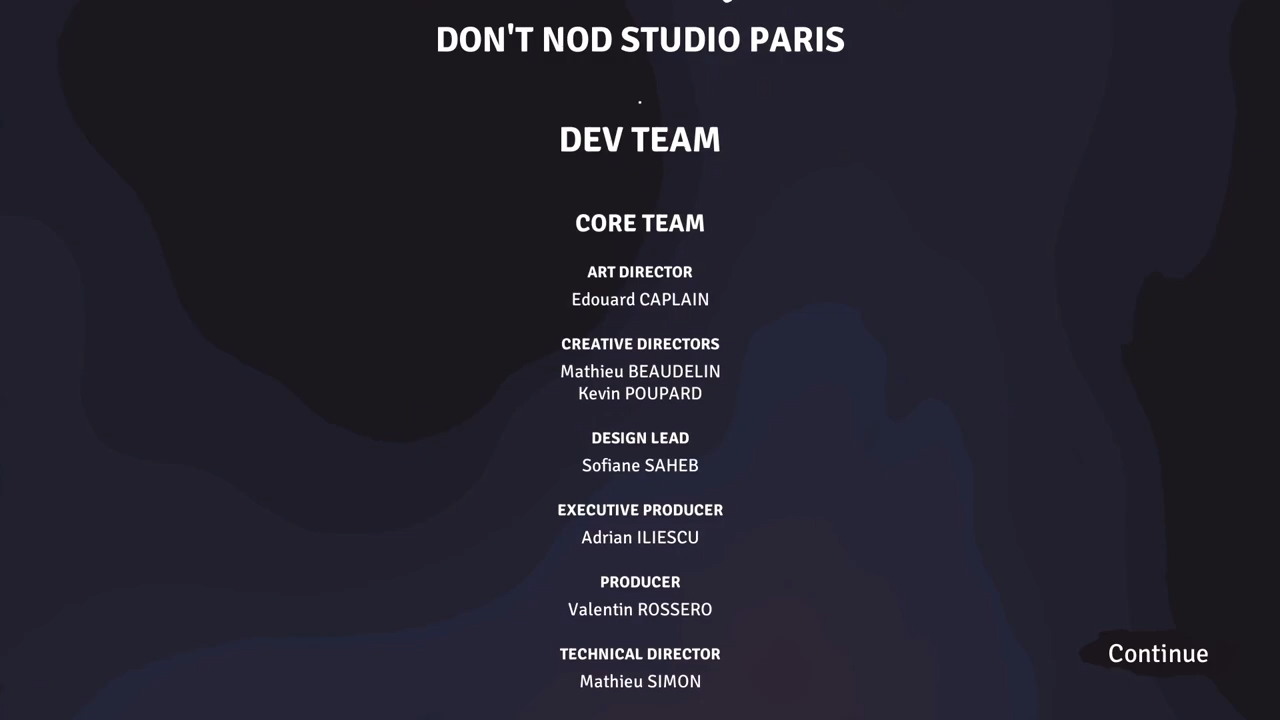 DON'T NOD STUDIO PARIS
.
DEV TEAM
CORE TEAM
ART DIRECTOR
Edouard CAPLAIN
CREATIVE DIRECTORS
Mathieu BEAUDELIN
Kevin POUPARD
DESIGN LEAD
Sofiane SAHEB
EXECUTIVE PRODUCER
Adrian ILIESCU
PRODUCER
Valentin ROSSERO
TECHNICAL DIRECTOR
Mathieu SIMON
Continue